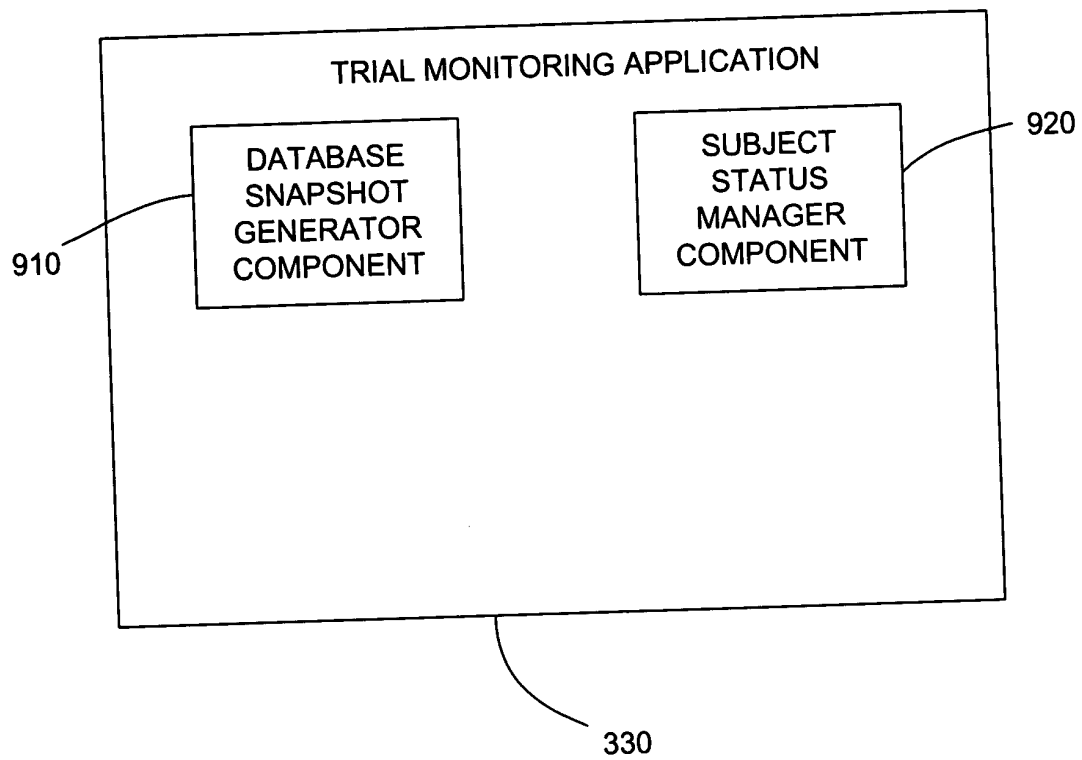 TRIAL MONITORING APPLICATION
DATABASE
SNAPSHOT
GENERATOR
COMPONENT
910
SUBJECT
STATUS
MANAGER
COMPONENT
920
330